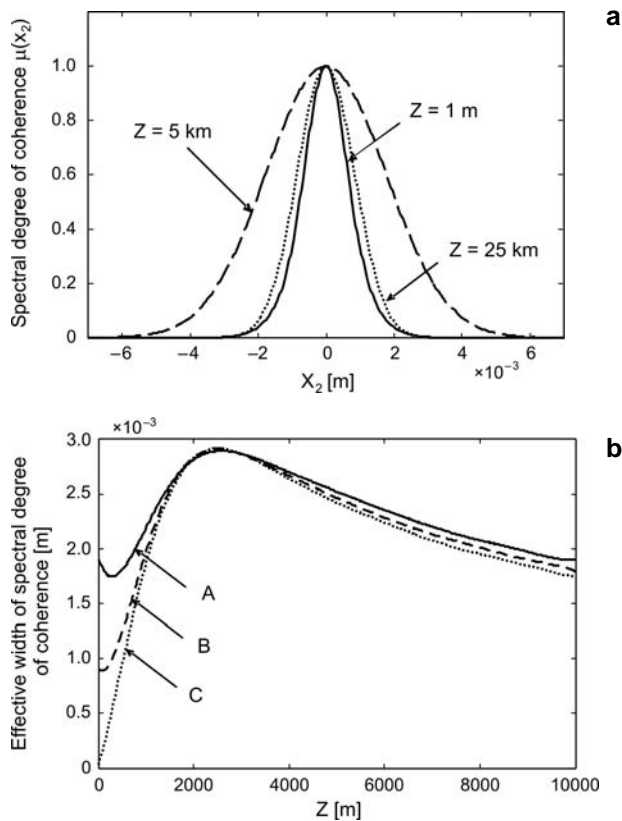 a
Spectral degree of coherence μ(x₂)
1.0
0.8
0.6
0.4
0.2
0
Z = 5 km
Z = 1 m
Z = 25 km
−6
−4
−2
0
2
4
6
×10⁻³
X₂ [m]
b
×10⁻³
Effective width of spectral degree
of coherence [m]
3.0
2.5
2.0
1.5
1.0
0.5
0
A
B
C
0
2000
4000
6000
8000
10000
Z [m]